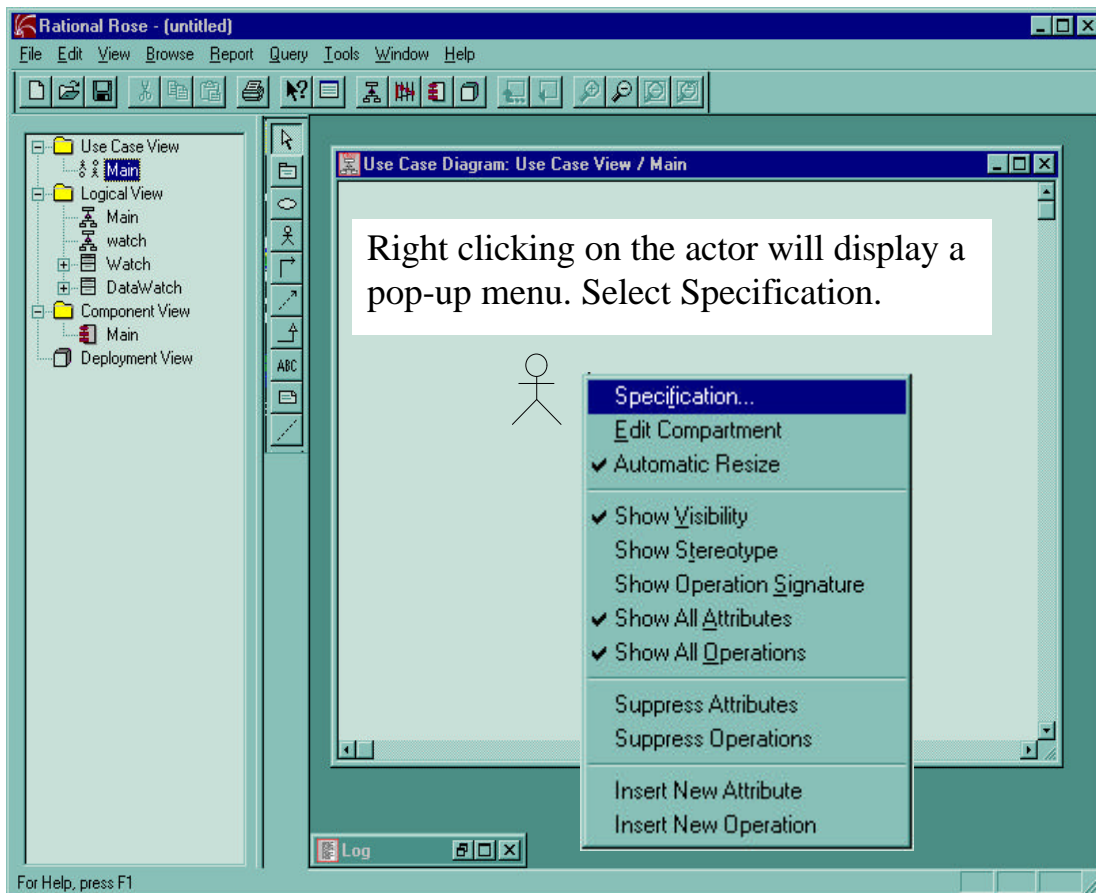 Rational Rose - (untitled)
File Edit View Browse Report Query Tools Window Help
Use Case View
Main
Logical View
Main
watch
Watch
DataWatch
Component View
Main
Deployment View
ABC
Use Case Diagram: Use Case View / Main
Right clicking on the actor will display a
pop-up menu. Select Specification.
Specification...
Edit Compartment
Automatic Resize
Show Visibility
Show Stereotype
Show Operation Signature
Show All Attributes
Show All Operations
Suppress Attributes
Suppress Operations
Insert New Attribute
Insert New Operation
Log
For Help, press F1